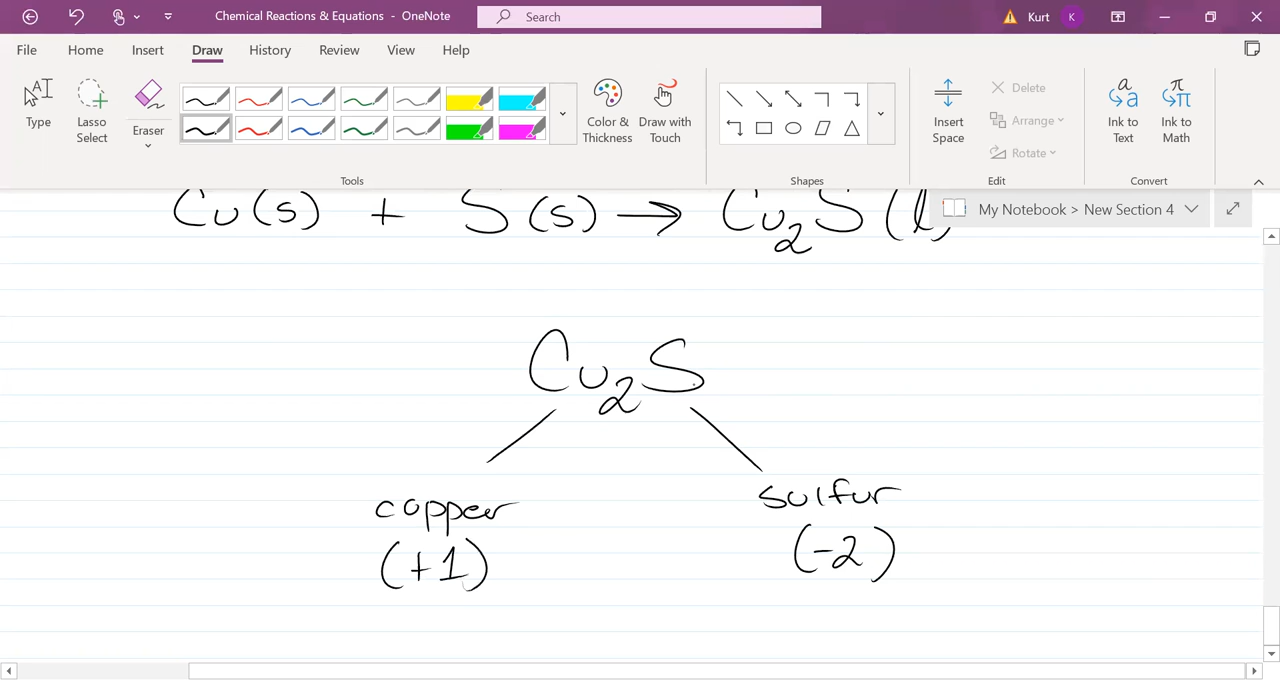 Chemical Reactions & Equations - OneNote
Search
Kurt
K
File Home Insert Draw History Review View Help
Type
Lasso Select
Eraser
Color & Thickness
Draw with Touch
Insert Space
Delete
Arrange
Rotate
Ink to Text
Ink to Math
Tools Shapes Edit Convert
Cu(s) + S(s) → Cu₂S(l)
My Notebook > New Section 4
Cu₂S
copper sulfur
(+1) (-2)